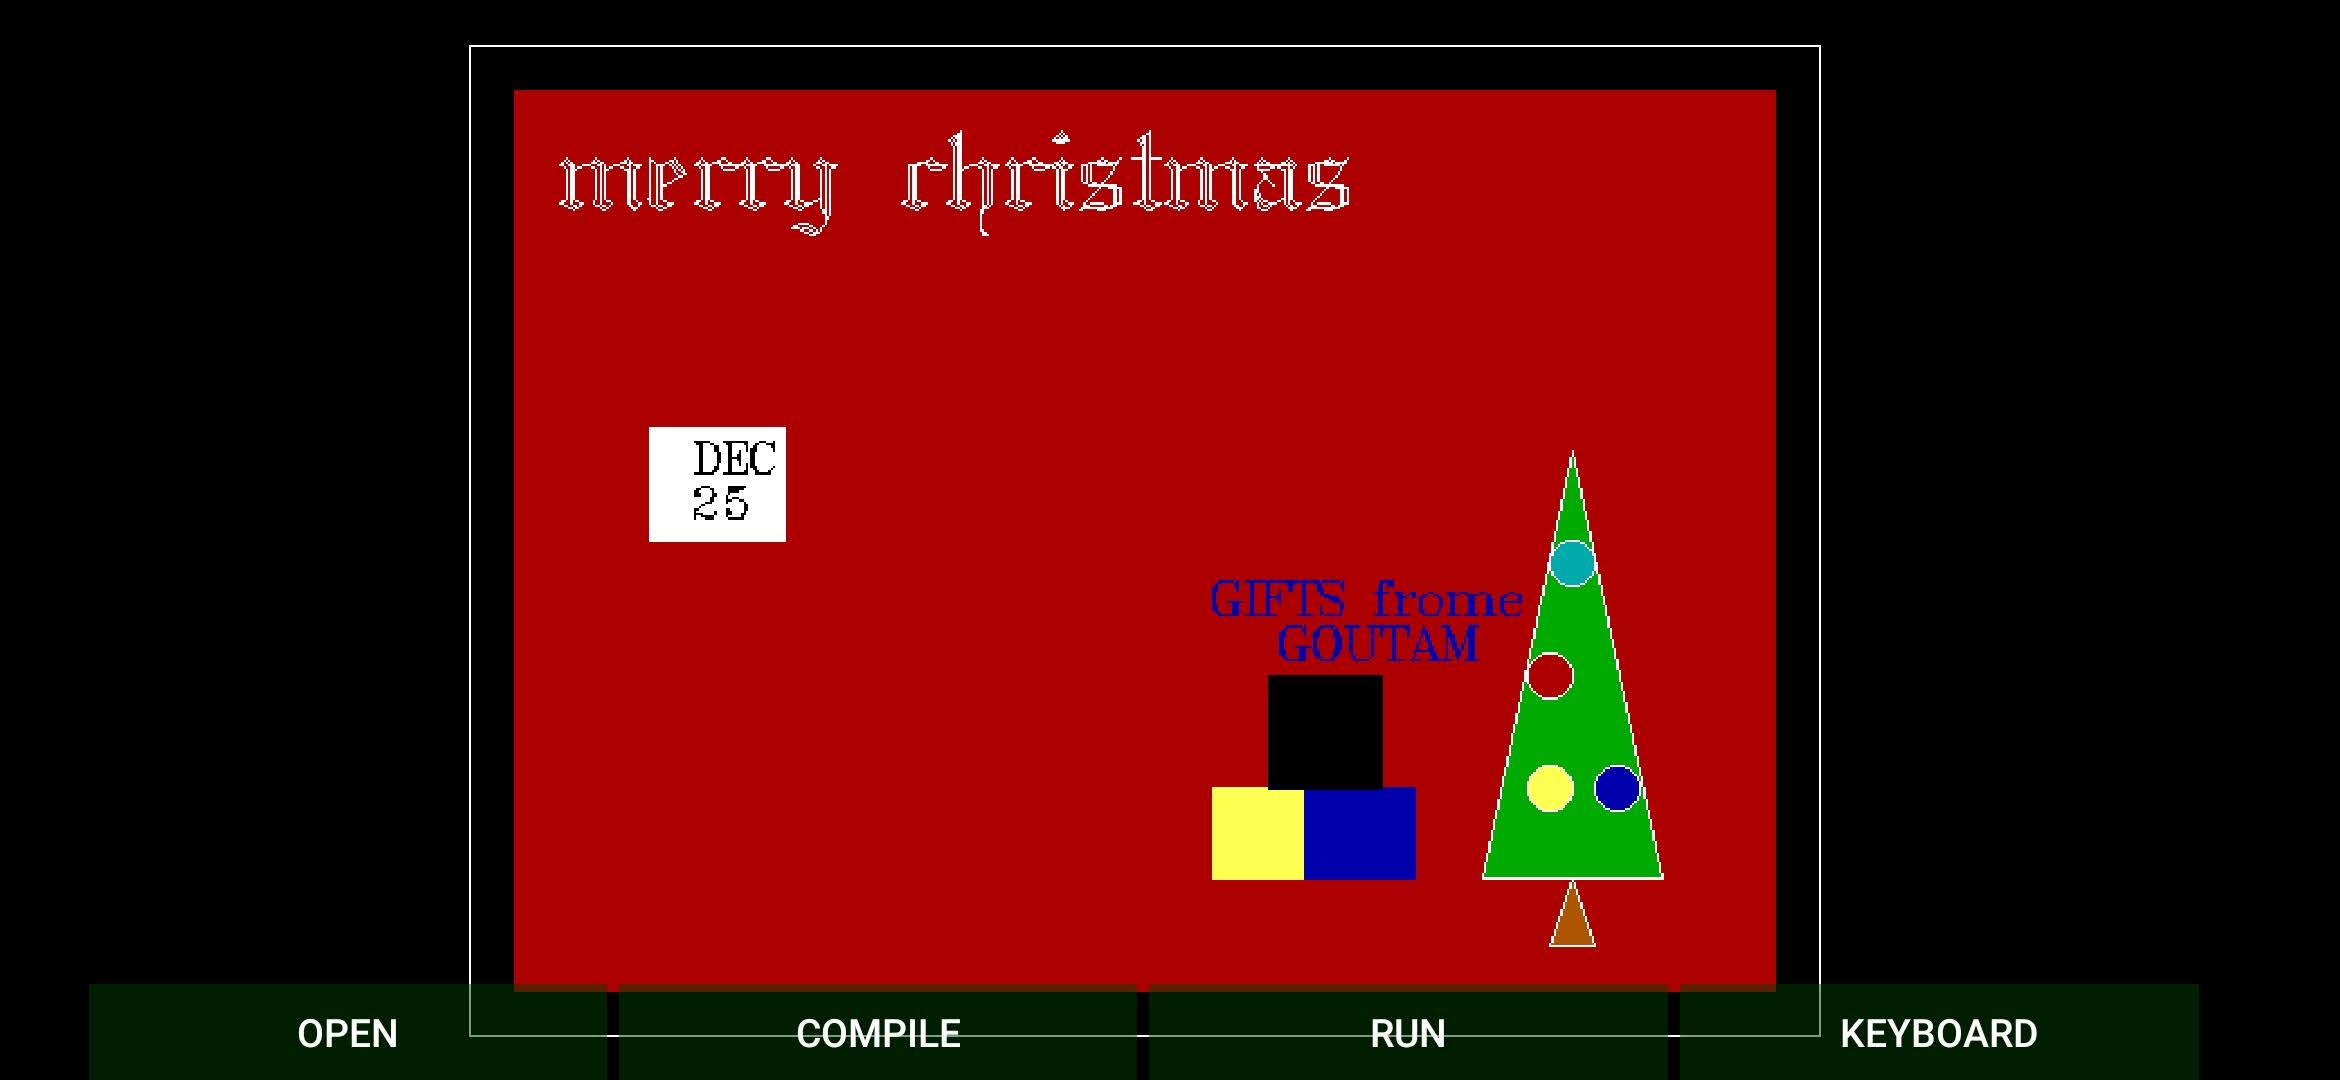 merry christmas
DEC
25
GIFTS frome
GOUTAM
OPEN COMPILE RUN KEYBOARD